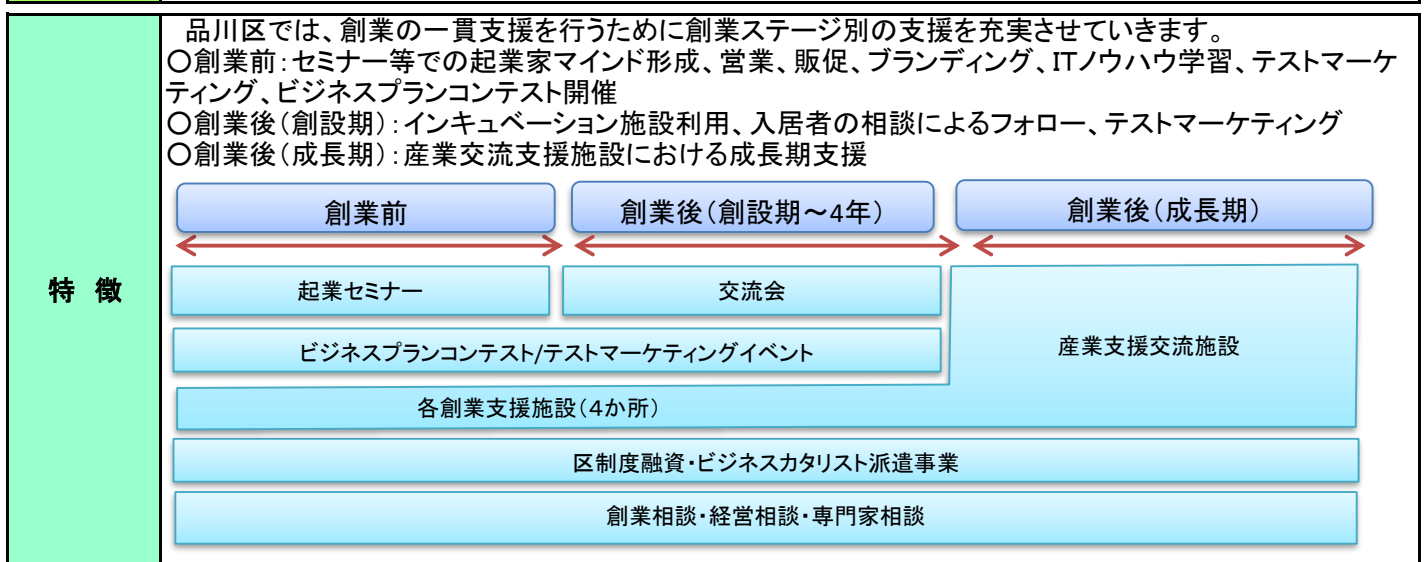 特 徴
品川区では、創業の一貫支援を行うために創業ステージ別の支援を充実させていきます。
〇創業前：セミナー等での起業家マインド形成、営業、販促、ブランディング、ITノウハウ学習、テストマーケ
ティング、ビジネスプランコンテスト開催
〇創業後（創設期）：インキュベーション施設利用、入居者の相談によるフォロー、テストマーケティング
〇創業後（成長期）：産業交流支援施設における成長期支援
創業前
創業後（創設期～4年）
創業後（成長期）
起業セミナー
交流会
ビジネスプランコンテスト/テストマーケティングイベント
産業支援交流施設
各創業支援施設（４か所）
区制度融資・ビジネスカタリスト派遣事業
創業相談・経営相談・専門家相談